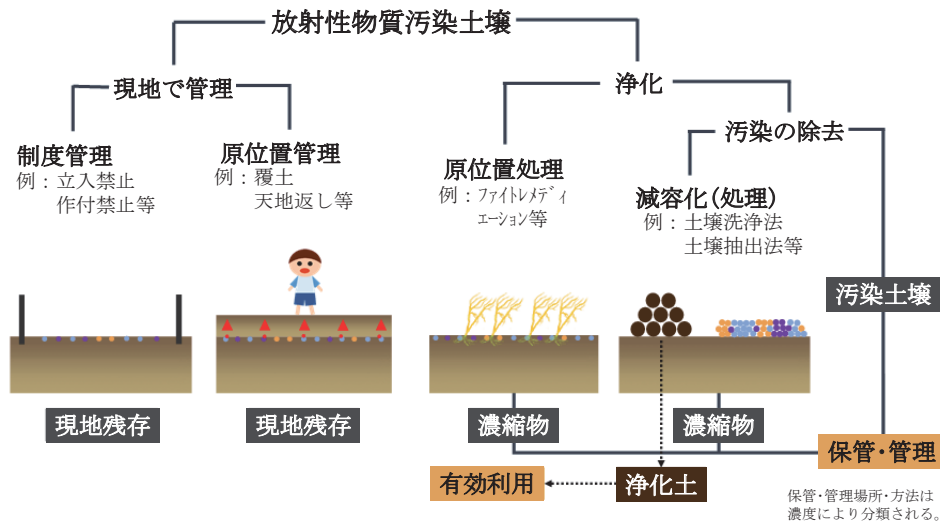 放射性物質汚染土壌
現地で管理
浄化
制度管理
例：立入禁止
作付禁止等
原位置管理
例：覆土
天地返し等
原位置処理
例：ﾌｧｲﾄﾚﾒﾃﾞｨ
ｴｰｼｮﾝ等
汚染の除去
減容化（処理）
例：土壌洗浄法
土壌抽出法等
汚染土壌
現地残存
現地残存
濃縮物
濃縮物
保管・管理
有効利用
浄化土
保管・管理場所・方法は
濃度により分類される。